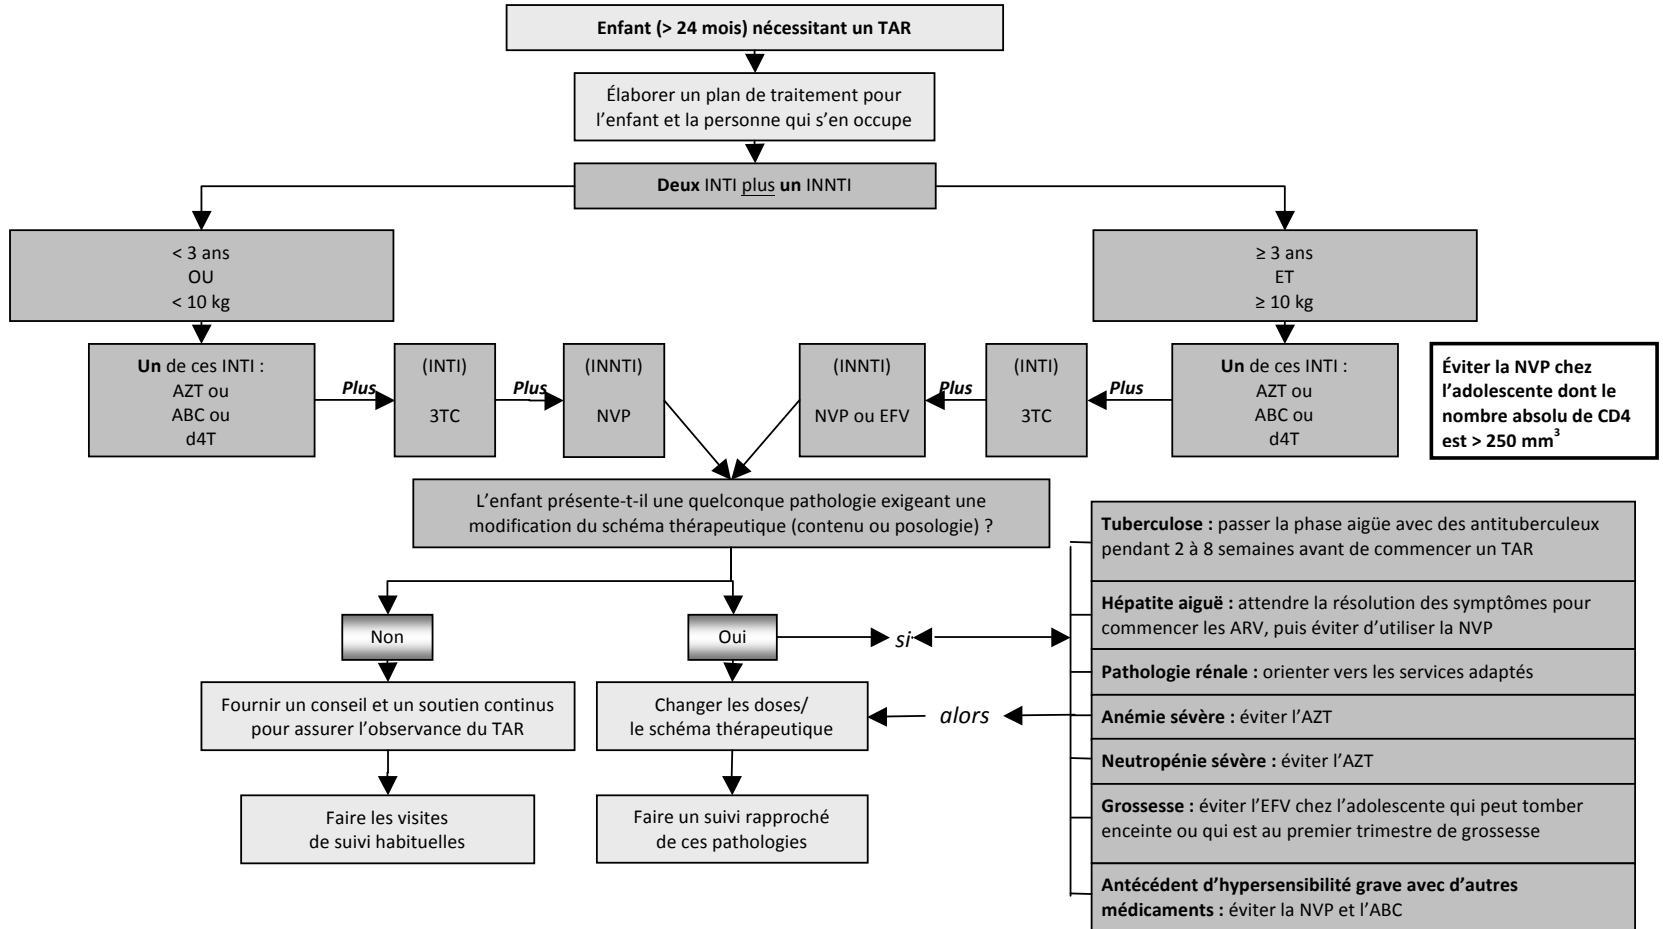 Enfant (> 24 mois) nécessitant un TAR
Élaborer un plan de traitement pour
l'enfant et la personne qui s'en occupe
Deux INTI plus un INNTI
< 3 ans
OU
< 10 kg
≥ 3 ans
ET
≥ 10 kg
Un de ces INTI :
AZT ou
ABC ou
d4T
Plus
(INTI)
3TC
Plus
(INNTI)
NVP
(INNTI)
NVP ou EFV
Plus
(INTI)
3TC
Plus
Un de ces INTI :
AZT ou
ABC ou
d4T
Éviter la NVP chez
l'adolescente dont le
nombre absolu de CD4
est > 250 mm³
L'enfant présente-t-il une quelconque pathologie exigeant une
modification du schéma thérapeutique (contenu ou posologie) ?
Non
Oui
si
alors
Fournir un conseil et un soutien continus
pour assurer l'observance du TAR
Changer les doses/
le schéma thérapeutique
Faire les visites
de suivi habituelles
Faire un suivi rapproché
de ces pathologies
Tuberculose : passer la phase aigüe avec des antituberculeux
pendant 2 à 8 semaines avant de commencer un TAR
Hépatite aiguë : attendre la résolution des symptômes pour
commencer les ARV, puis éviter d'utiliser la NVP
Pathologie rénale : orienter vers les services adaptés
Anémie sévère : éviter l'AZT
Neutropénie sévère : éviter l'AZT
Grossesse : éviter l'EFV chez l'adolescente qui peut tomber
enceinte ou qui est au premier trimestre de grossesse
Antécédent d'hypersensibilité grave avec d'autres
médicaments : éviter la NVP et l'ABC